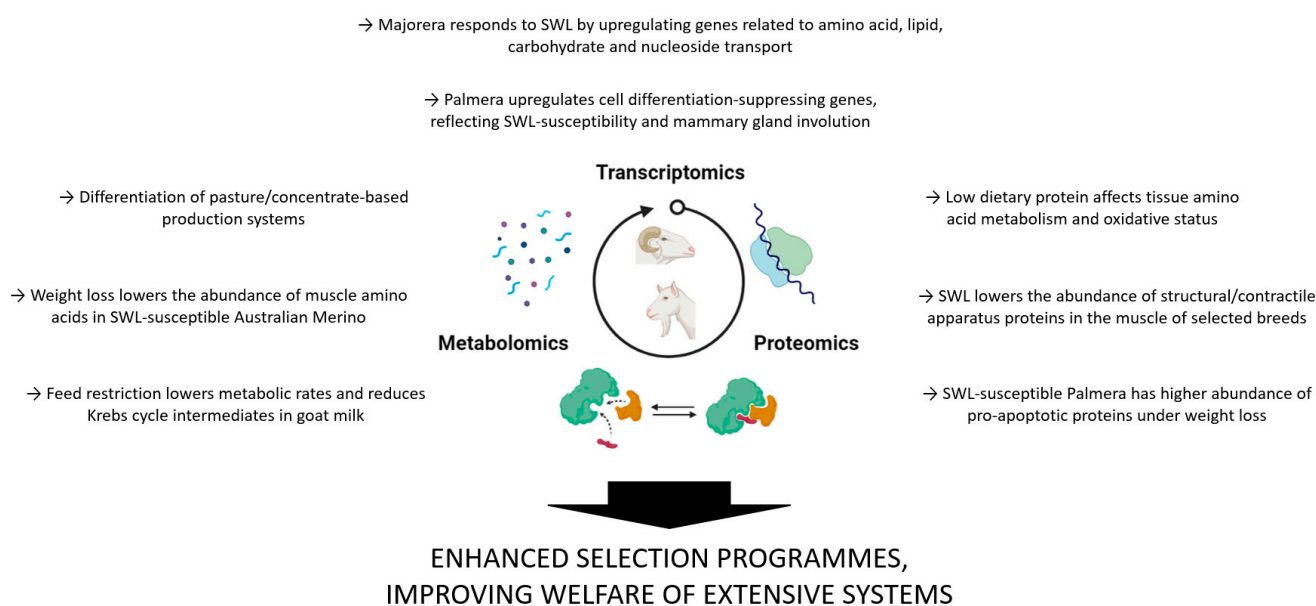 → Majorera responds to SWL by upregulating genes related to amino acid, lipid,
carbohydrate and nucleoside transport
→ Palmera upregulates cell differentiation-suppressing genes,
reflecting SWL-susceptibility and mammary gland involution
Transcriptomics
→ Differentiation of pasture/concentrate-based
production systems
→ Weight loss lowers the abundance of muscle amino
acids in SWL-susceptible Australian Merino
Metabolomics
→ Feed restriction lowers metabolic rates and reduces
Krebs cycle intermediates in goat milk
→ Low dietary protein affects tissue amino
acid metabolism and oxidative status
→ SWL lowers the abundance of structural/contractile
apparatus proteins in the muscle of selected breeds
Proteomics
→ SWL-susceptible Palmera has higher abundance of
pro-apoptotic proteins under weight loss
ENHANCED SELECTION PROGRAMMES,
IMPROVING WELFARE OF EXTENSIVE SYSTEMS